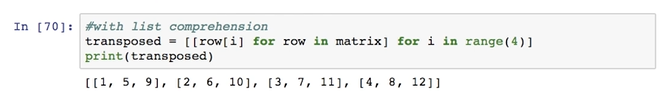 In [70]: #with list comprehension
transposed = [[row[i] for row in matrix] for i in range(4)]
print(transposed)
[[1, 5, 9], [2, 6, 10], [3, 7, 11], [4, 8, 12]]